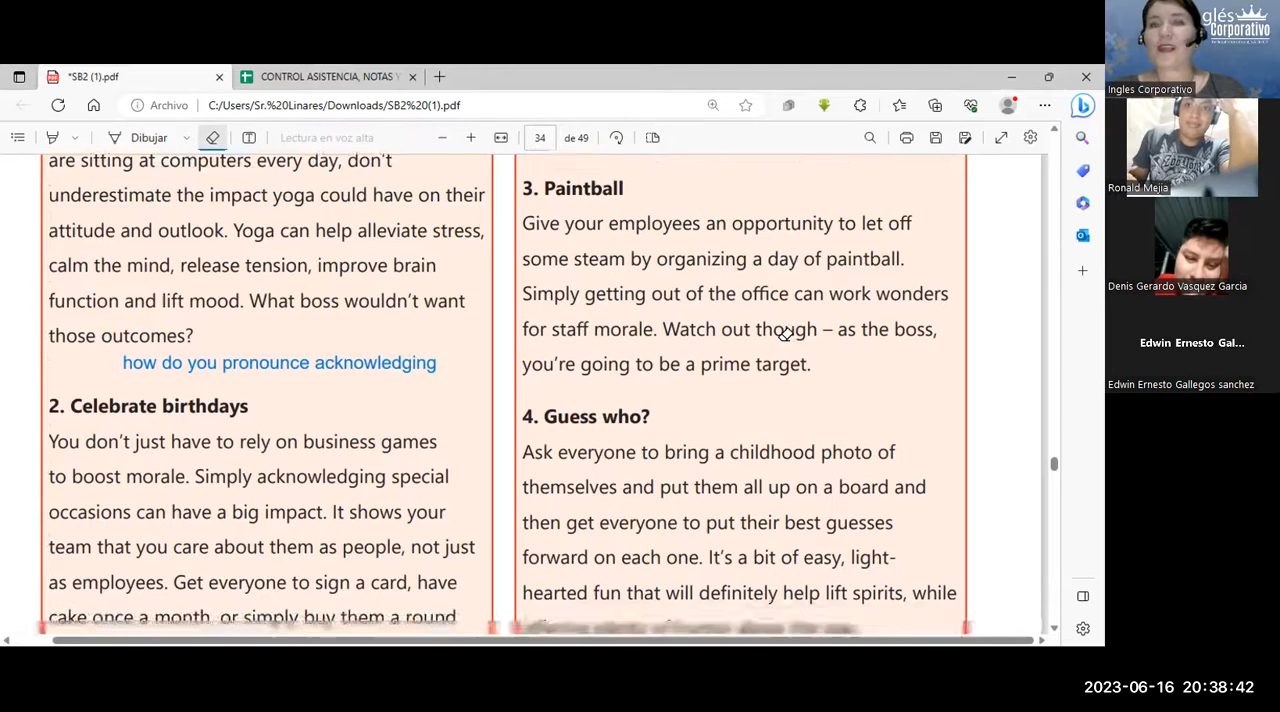 *SB2 (1).pdf
CONTROL ASISTENCIA, NOTAS Y
Archivo
C:/Users/Sr.%20Linares/Downloads/SB2%20(1).pdf
Dibujar
Lectura en voz alta
34
de 49
are sitting at computers every day, don't
underestimate the impact yoga could have on their
attitude and outlook. Yoga can help alleviate stress,
calm the mind, release tension, improve brain
function and lift mood. What boss wouldn't want
those outcomes?
how do you pronounce acknowledging
2. Celebrate birthdays
You don't just have to rely on business games
to boost morale. Simply acknowledging special
occasions can have a big impact. It shows your
team that you care about them as people, not just
as employees. Get everyone to sign a card, have
cake once a month, or simply buy them a round
3. Paintball
Give your employees an opportunity to let off
some steam by organizing a day of paintball.
Simply getting out of the office can work wonders
for staff morale. Watch out though – as the boss,
you're going to be a prime target.
4. Guess who?
Ask everyone to bring a childhood photo of
themselves and put them all up on a board and
then get everyone to put their best guesses
forward on each one. It's a bit of easy, light-
hearted fun that will definitely help lift spirits, while
glés
Corporativo
Ingles Corporativo
Ronald Mejia
Denis Gerardo Vasquez Garcia
Edwin Ernesto Gal...
Edwin Ernesto Gallegos sanchez
2023-06-16 20:38:42